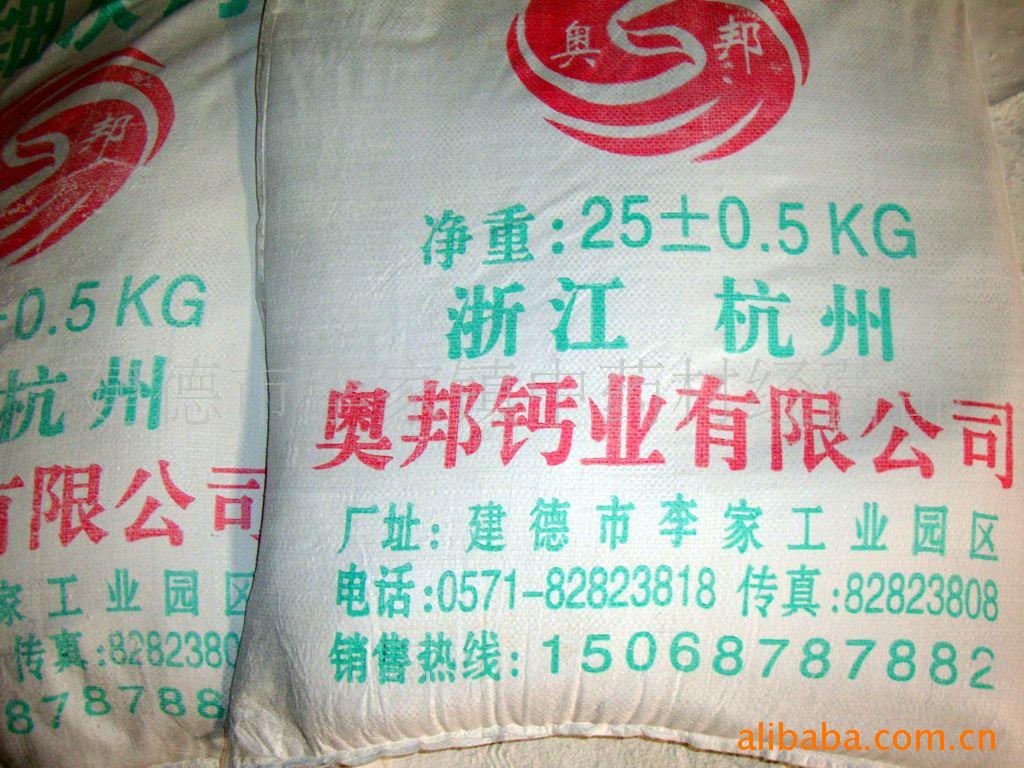 奥邦
净重:25±0.5KG
浙江 杭州
奥邦钙业有限公司
厂址:建德市李家工业园区
电话:0571-82823818 传真:82823808
销售热线:15068787882
邦
0.5KG
杭州
有限公司
家工业园区
传真:8282380
878788
alibaba.com.cn